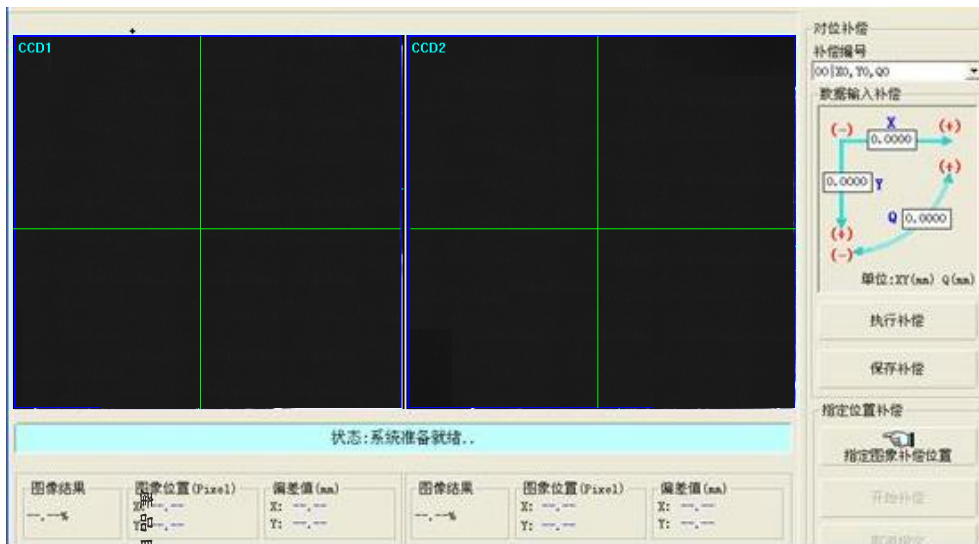 CCD1
CCD2
对位补偿
补偿编号
00|X0,Y0,Q0
数据输入补偿
(-) X (+)
0.0000
(+)
0.0000 Y
Q 0.0000
(+)
(-)
单位:XY(mm) Q(mm)
执行补偿
保存补偿
指定位置补偿
指定图象补偿位置
开始补偿
状态:系统准备就绪..
图像结果
--.--%
图象位置(Pixel)
X: --.--
Y: --.--
偏差值(mm)
X: --.--
Y: --.--
图像结果
--.--%
图象位置(Pixel)
X: --.--
Y: --.--
偏差值(mm)
X: --.--
Y: --.--